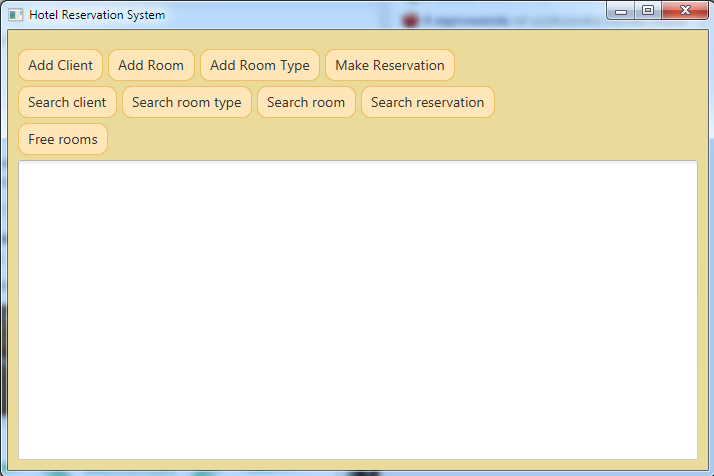 Hotel Reservation System
Add Client Add Room Add Room Type Make Reservation
Search client Search room type Search room Search reservation
Free rooms